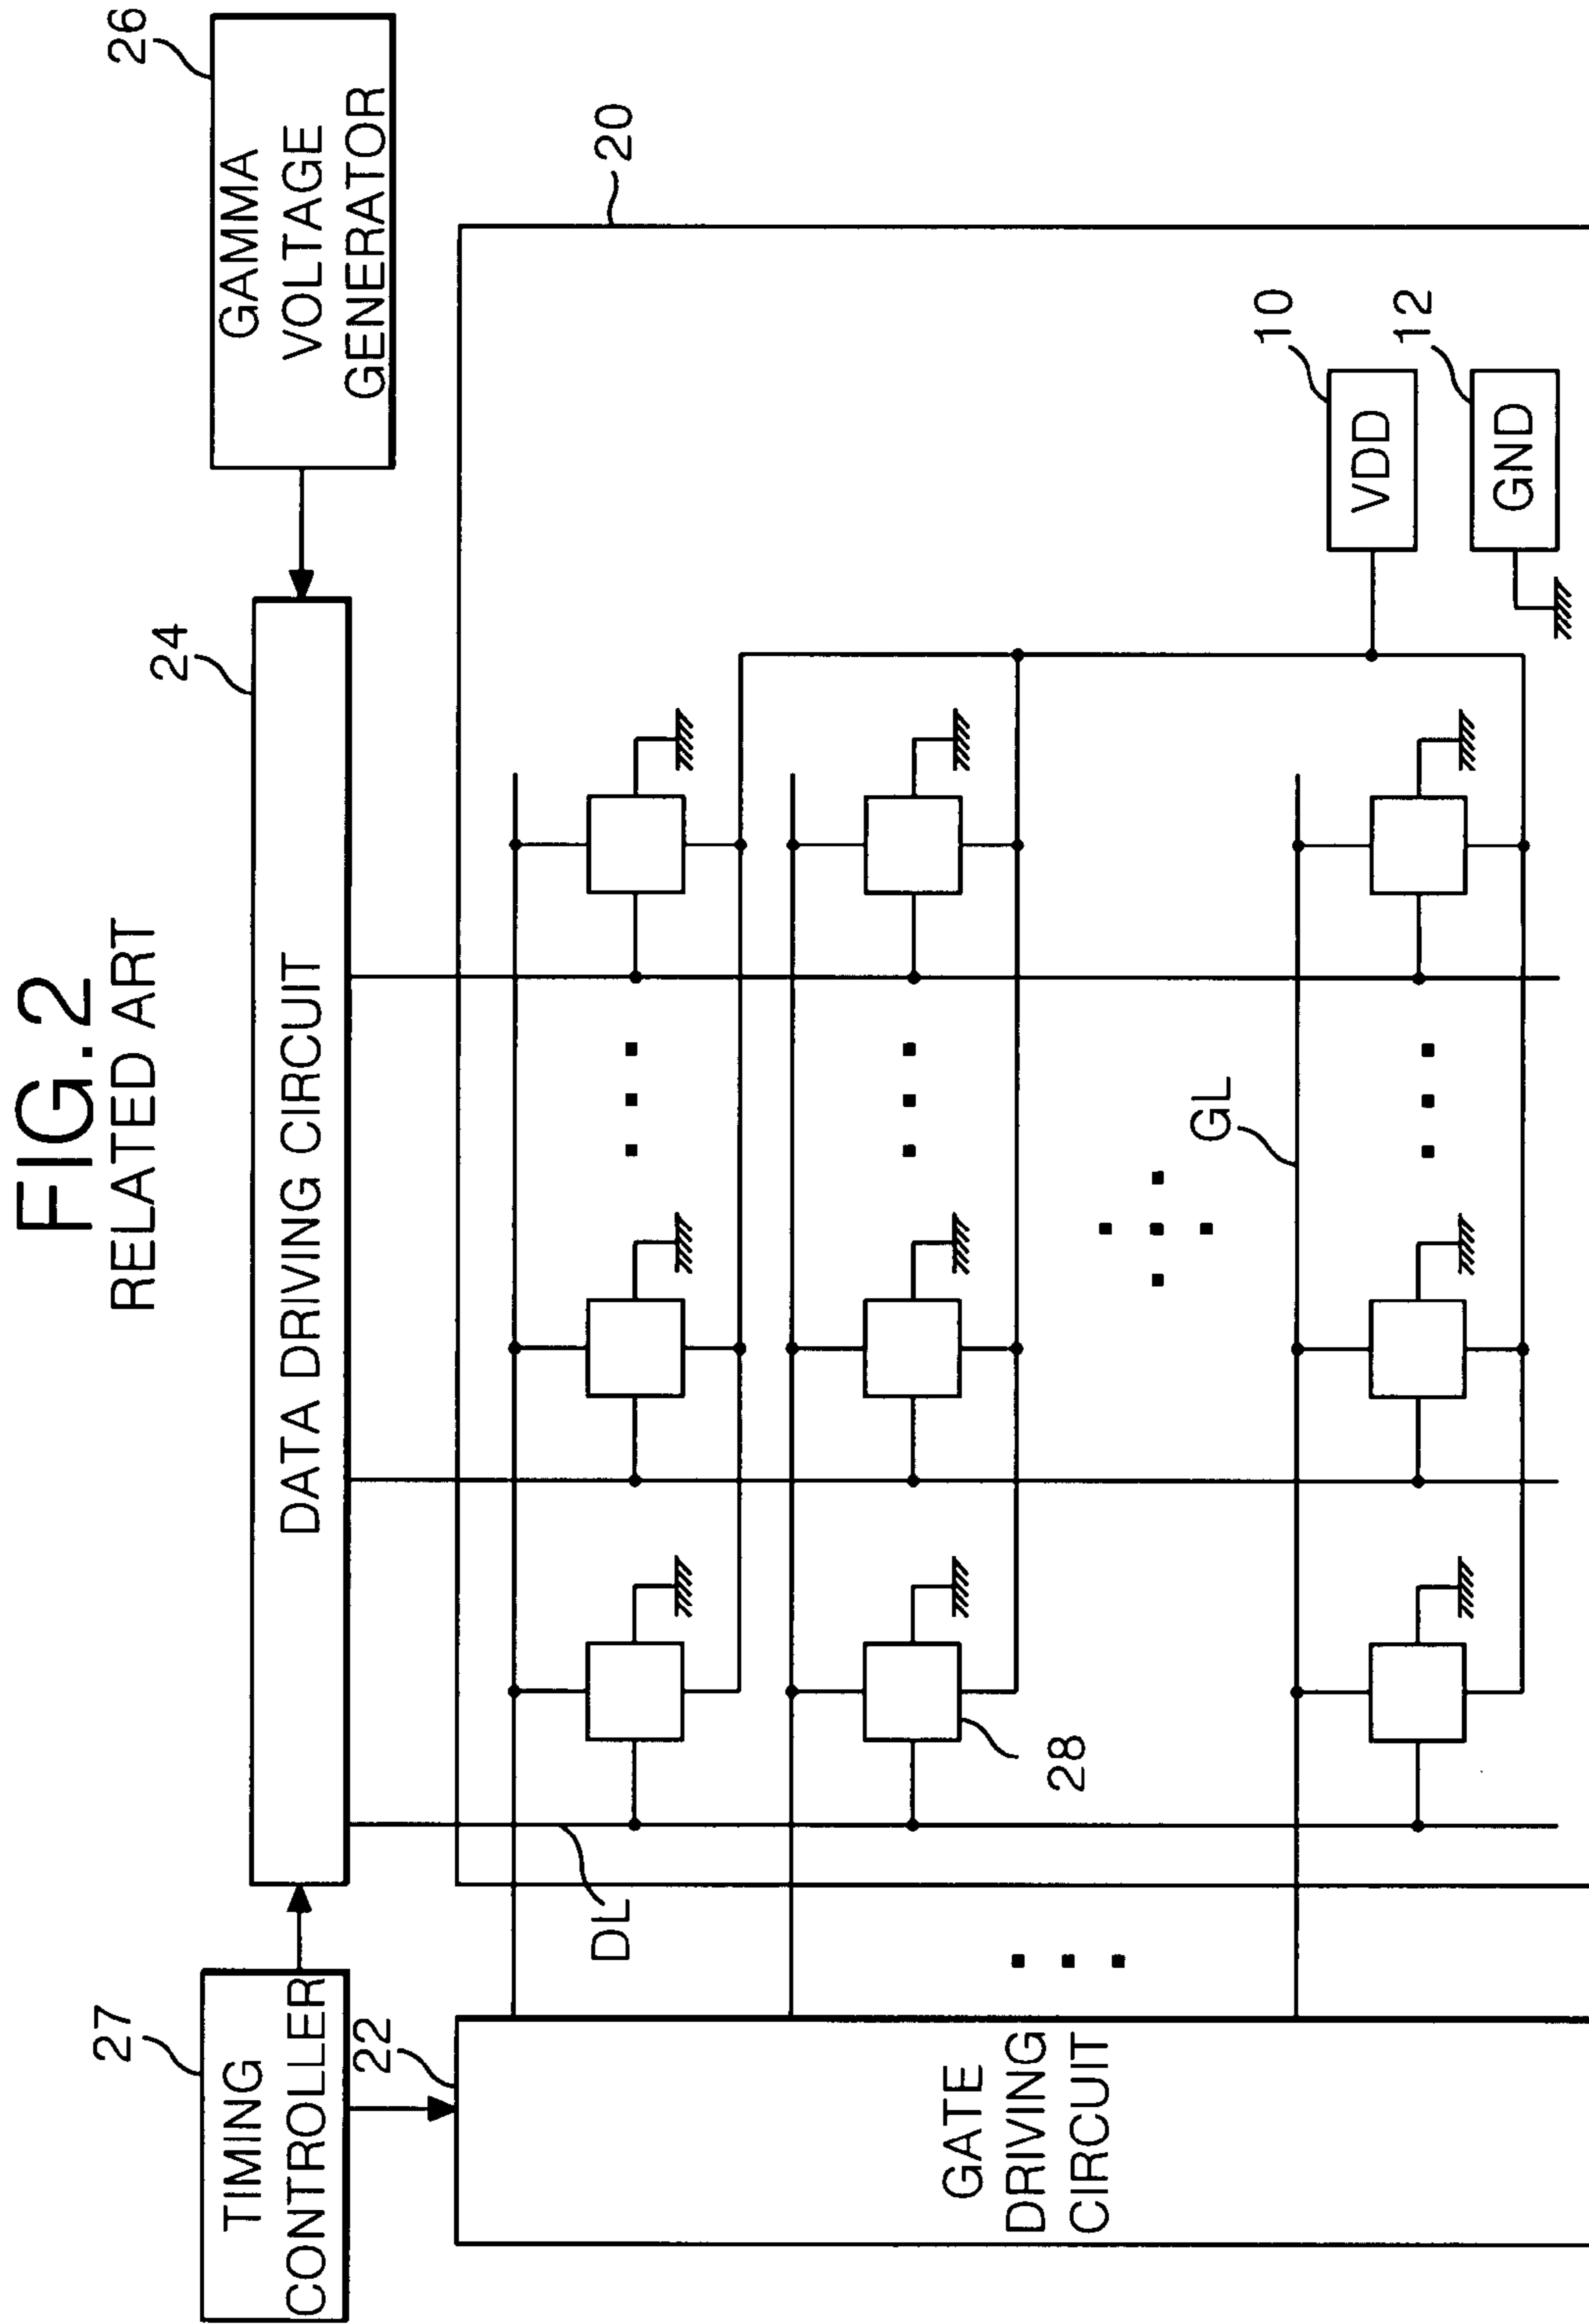 FIG. 2
RELATED ART
26
GAMMA
VOLTAGE
GENERATOR
24
DATA DRIVING CIRCUIT
27
TIMING
CONTROLLER
22
GATE
DRIVING
CIRCUIT
20
DL
28
GL
10
VDD
12
GND